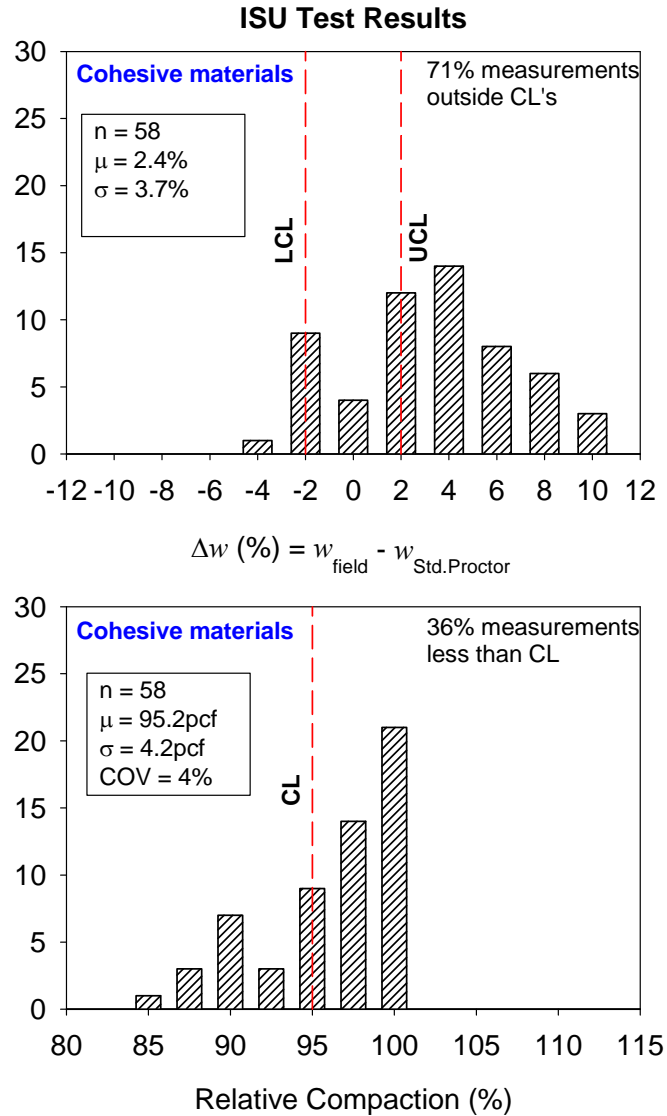 ISU Test Results
30
25
20
15
10
5
0
Cohesive materials
71% measurements
outside CL's
n = 58
μ = 2.4%
σ = 3.7%
LCL
UCL
-12 -10 -8 -6 -4 -2 0 2 4 6 8 10 12
Δw (%) = w_field - w_Std.Proctor
30
25
20
15
10
5
0
Cohesive materials
36% measurements
less than CL
n = 58
μ = 95.2pcf
σ = 4.2pcf
COV = 4%
CL
80 85 90 95 100 105 110 115
Relative Compaction (%)